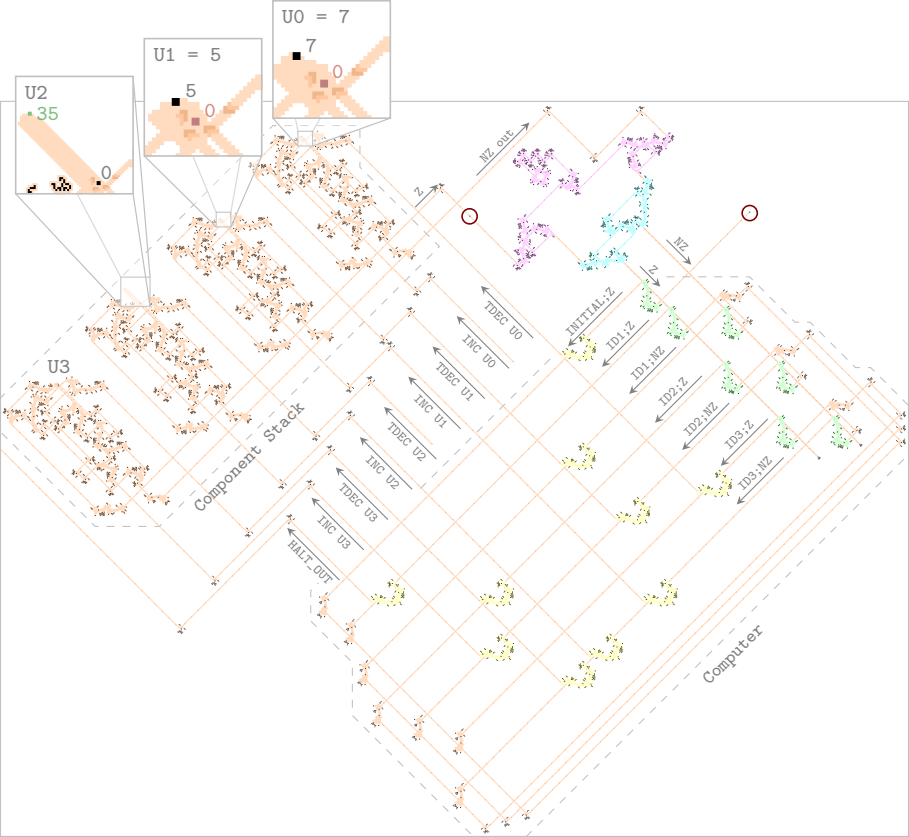 U0 = 7
7
0
U1 = 5
5
0
U2
35
0
NZ out
Z
NZ
Z
INITIAL;Z
TDEC U0
ID1;Z
INC U0
ID1;NZ
TDEC U1
ID2;Z
INC U1
ID2;NZ
TDEC U2
ID3;Z
INC U2
ID3;NZ
TDEC U3
INC U3
HALT_OUT
U3
Component Stack
Computer